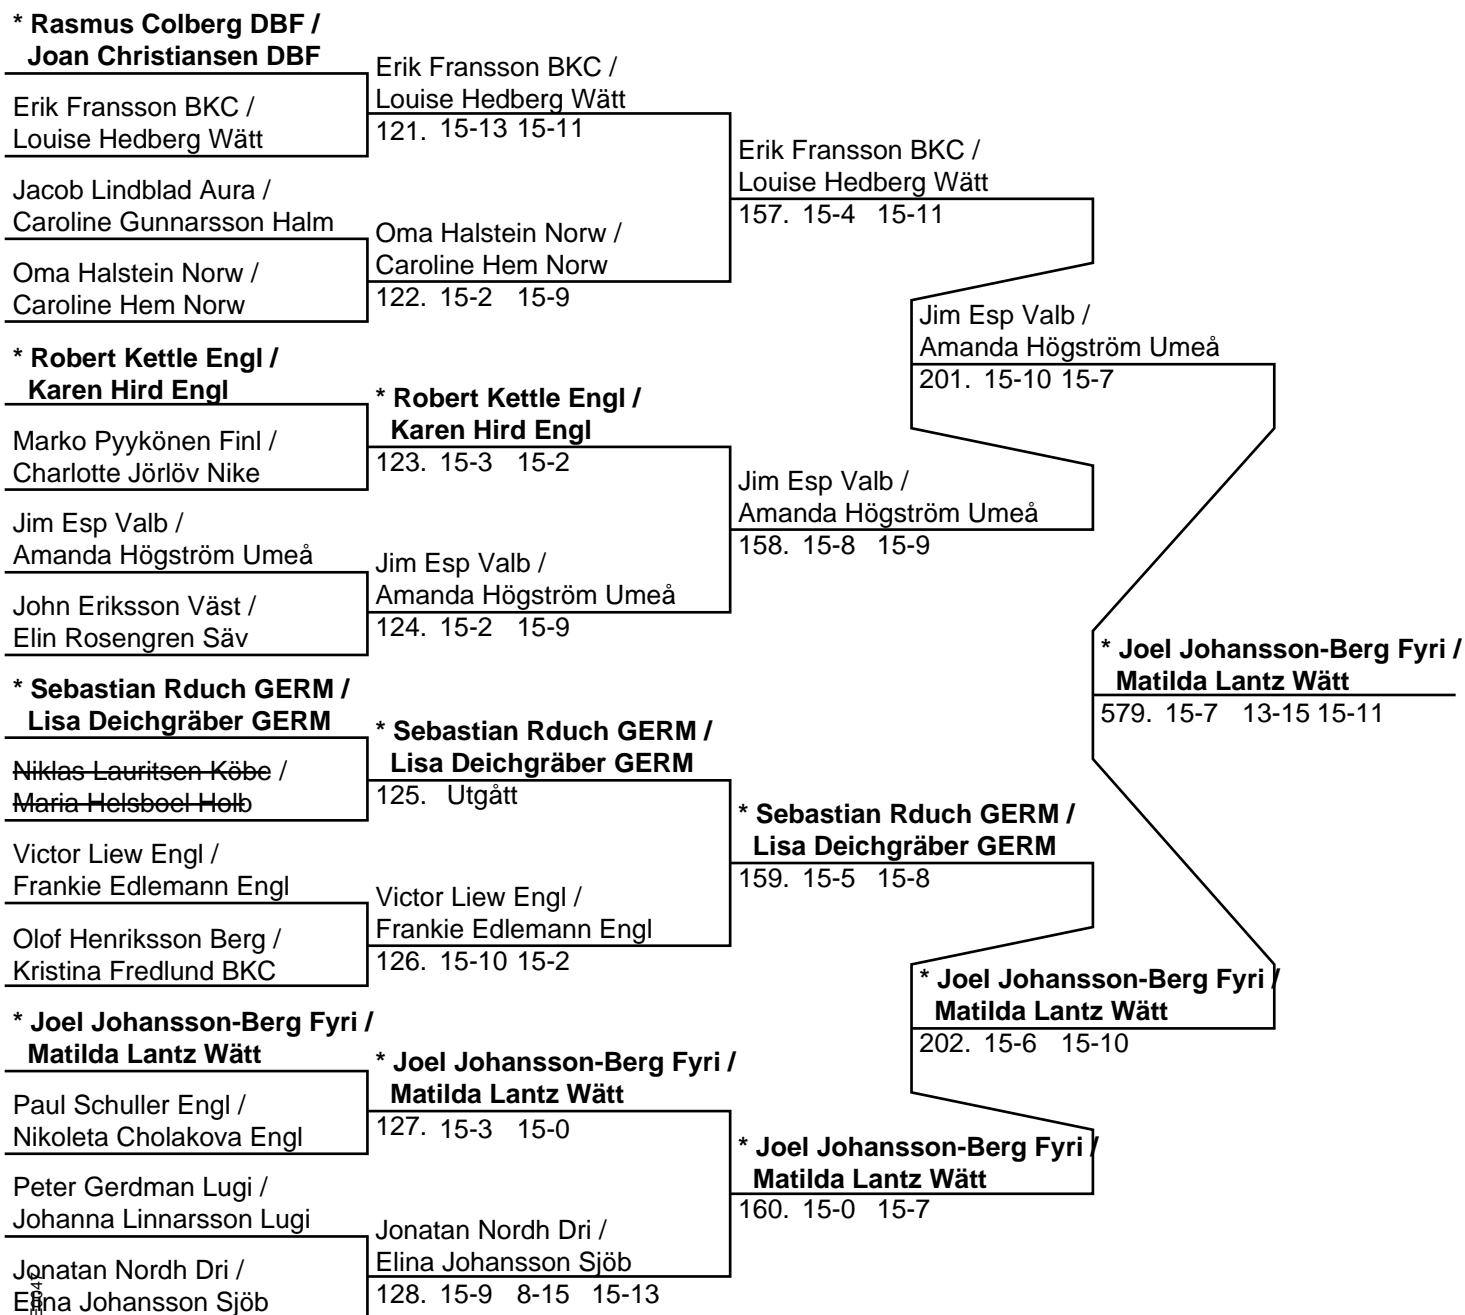 * Rasmus Colberg DBF /
Joan Christiansen DBF
Erik Fransson BKC /
Louise Hedberg Wätt
Jacob Lindblad Aura /
Caroline Gunnarsson Halm
Oma Halstein Norw /
Caroline Hem Norw
* Robert Kettle Engl /
Karen Hird Engl
Marko Pyykönen Finl /
Charlotte Jörlöv Nike
Jim Esp Valb /
Amanda Högström Umeå
John Eriksson Väst /
Elin Rosengren Säv
* Sebastian Rduch GERM /
Lisa Deichgräber GERM
Niklas Lauritsen Köbe /
Maria Helsboel Holb
Victor Liew Engl /
Frankie Edlemann Engl
Olof Henriksson Berg /
Kristina Fredlund BKC
* Joel Johansson-Berg Fyri /
Matilda Lantz Wätt
Paul Schuller Engl /
Nikoleta Cholakova Engl
Peter Gerdman Lugi /
Johanna Linnarsson Lugi
Jonatan Nordh Dri /
Elina Johansson Sjöb
Erik Fransson BKC /
Louise Hedberg Wätt
121. 15-13 15-11
Oma Halstein Norw /
Caroline Hem Norw
122. 15-2 15-9
* Robert Kettle Engl /
Karen Hird Engl
123. 15-3 15-2
Jim Esp Valb /
Amanda Högström Umeå
124. 15-2 15-9
* Sebastian Rduch GERM /
Lisa Deichgräber GERM
125. Utgått
Victor Liew Engl /
Frankie Edlemann Engl
126. 15-10 15-2
* Joel Johansson-Berg Fyri /
Matilda Lantz Wätt
127. 15-3 15-0
Jonatan Nordh Dri /
Elina Johansson Sjöb
128. 15-9 8-15 15-13
Erik Fransson BKC /
Louise Hedberg Wätt
157. 15-4 15-11
Jim Esp Valb /
Amanda Högström Umeå
158. 15-8 15-9
* Sebastian Rduch GERM /
Lisa Deichgräber GERM
159. 15-5 15-8
* Joel Johansson-Berg Fyri /
Matilda Lantz Wätt
160. 15-0 15-7
Jim Esp Valb /
Amanda Högström Umeå
201. 15-10 15-7
* Joel Johansson-Berg Fyri /
Matilda Lantz Wätt
202. 15-6 15-10
* Joel Johansson-Berg Fyri /
Matilda Lantz Wätt
579. 15-7 13-15 15-11